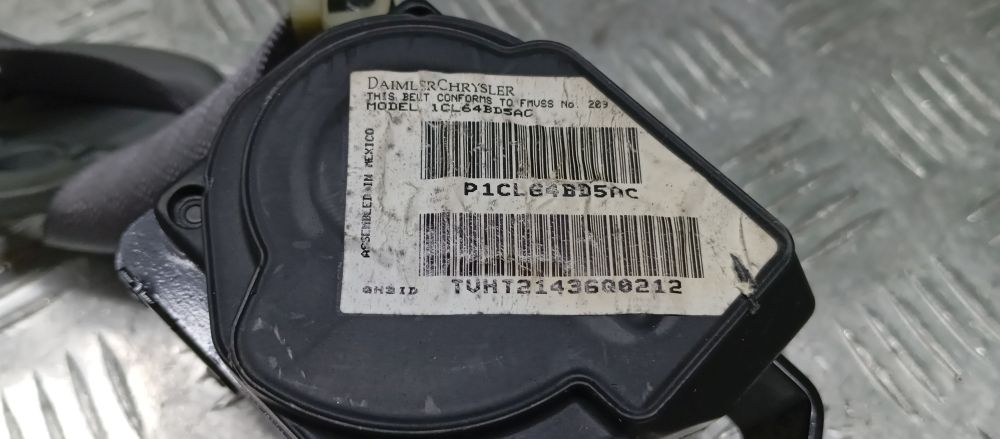 DAIMLERCHRYSLER
THIS BELT CONFORMS TO FMVSS No. 209
MODEL: 1CL64BD5AC
ASSEMBLED IN MEXICO
P1CL64BD5AC
TVHT21436Q0212